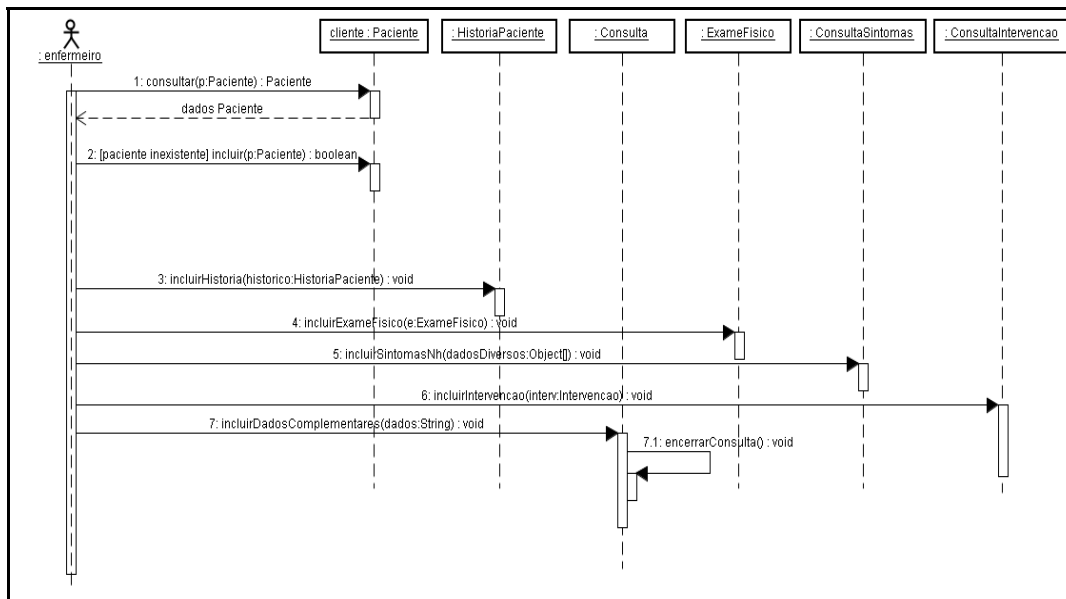 : enfermeiro
cliente : Paciente
: HistoriaPaciente
: Consulta
: ExameFisico
: ConsultaSintomas
: ConsultaIntervencao
1: consultar(p:Paciente) : Paciente
dados Paciente
2: [paciente inexistente] incluir(p:Paciente) : boolean
3: incluirHistoria(historico:HistoriaPaciente) : void
4: incluirExameFisico(e:ExameFisico) : void
5: incluirSintomasNh(dadosDiversos:Object[]) : void
6: incluirIntervencao(interv:Intervencao) : void
7: incluirDadosComplementares(dados:String) : void
7.1: encerrarConsulta() : void